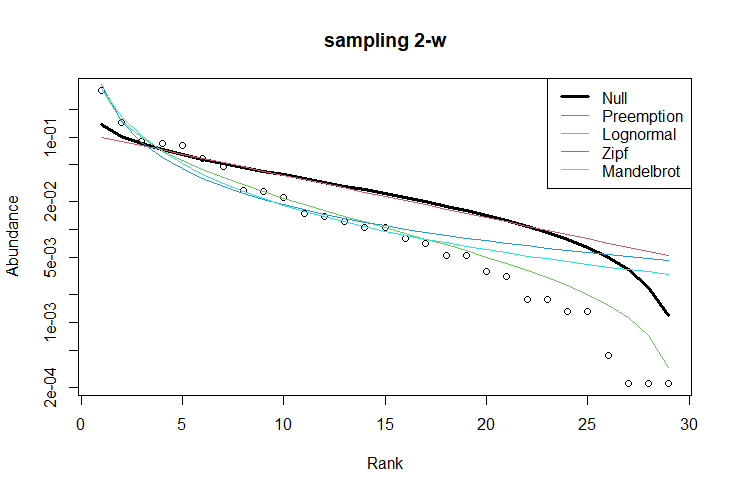 sampling 2-w
Null
Preemption
Lognormal
Zipf
Mandelbrot
Abundance
1e-01
2e-02
5e-03
1e-03
2e-04
0 5 10 15 20 25 30
Rank